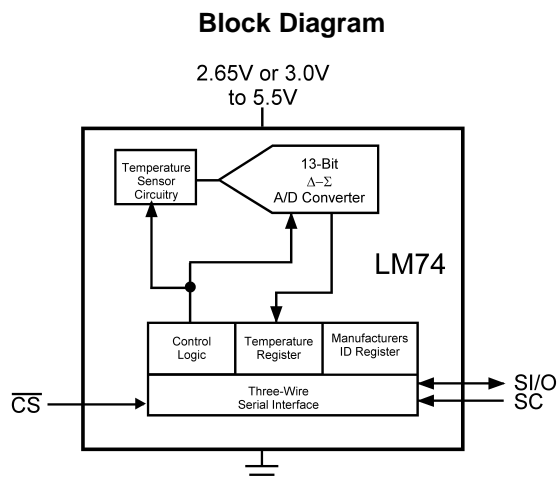 Block Diagram
2.65V or 3.0V
to 5.5V
Temperature
Sensor
Circuitry
13-Bit
Δ–Σ
A/D Converter
LM74
Control
Logic
Temperature
Register
Manufacturers
ID Register
Three-Wire
Serial Interface
C̅S̅
SI/O
SC